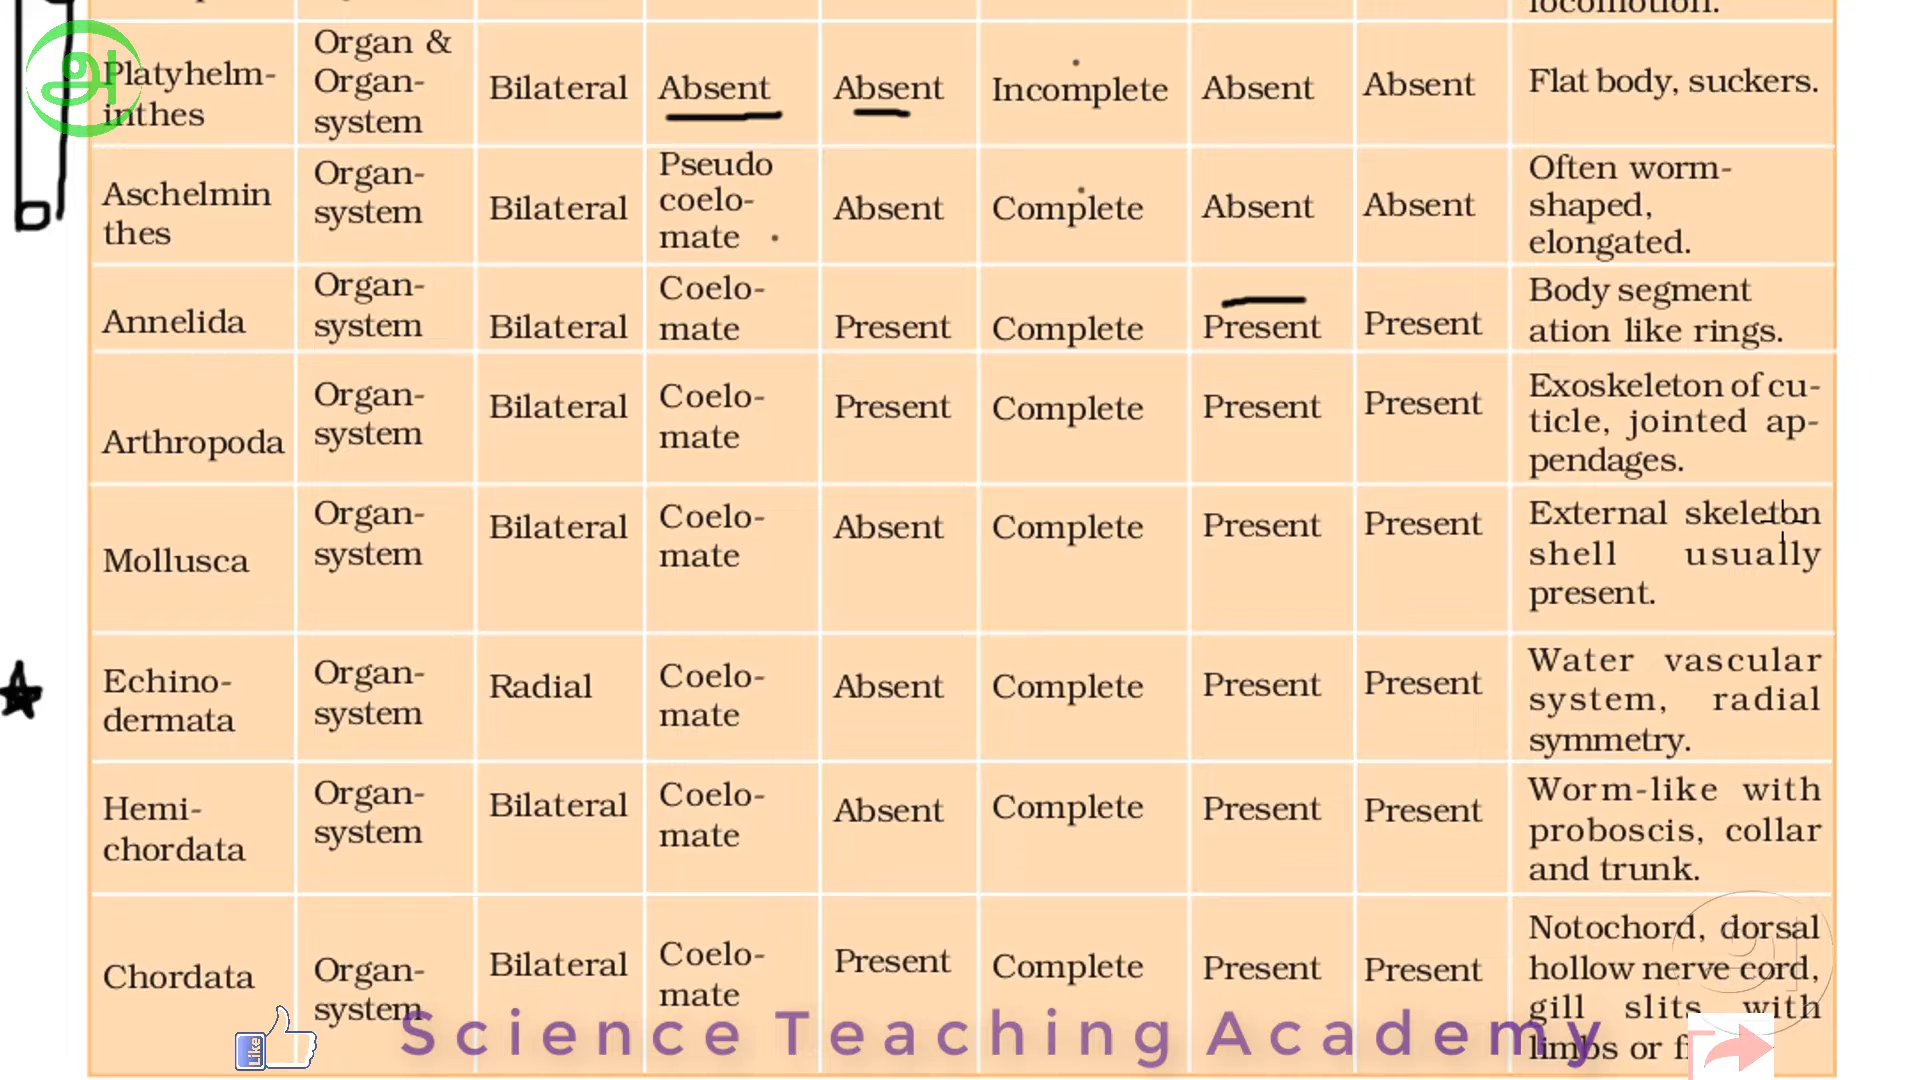 locomotion.
Platyhelm-
inthes
Organ &
Organ-
system
Bilateral
Absent
Absent
Incomplete
Absent
Absent
Flat body, suckers.
Aschelmin
thes
Organ-
system
Bilateral
Pseudo
coelo-
mate
Absent
Complete
Absent
Absent
Often worm-
shaped,
elongated.
Annelida
Organ-
system
Bilateral
Coelo-
mate
Present
Complete
Present
Present
Body segment
ation like rings.
Arthropoda
Organ-
system
Bilateral
Coelo-
mate
Present
Complete
Present
Present
Exoskeleton of cu-
ticle, jointed ap-
pendages.
Mollusca
Organ-
system
Bilateral
Coelo-
mate
Absent
Complete
Present
Present
External skeleton
shell usually
present.
Echino-
dermata
Organ-
system
Radial
Coelo-
mate
Absent
Complete
Present
Present
Water vascular
system, radial
symmetry.
Hemi-
chordata
Organ-
system
Bilateral
Coelo-
mate
Absent
Complete
Present
Present
Worm-like with
proboscis, collar
and trunk.
Chordata
Organ-
system
Bilateral
Coelo-
mate
Present
Complete
Present
Present
Notochord, dorsal
hollow nerve cord,
gill slits with
limbs or
அ
அ
Like
Science Teaching Academy